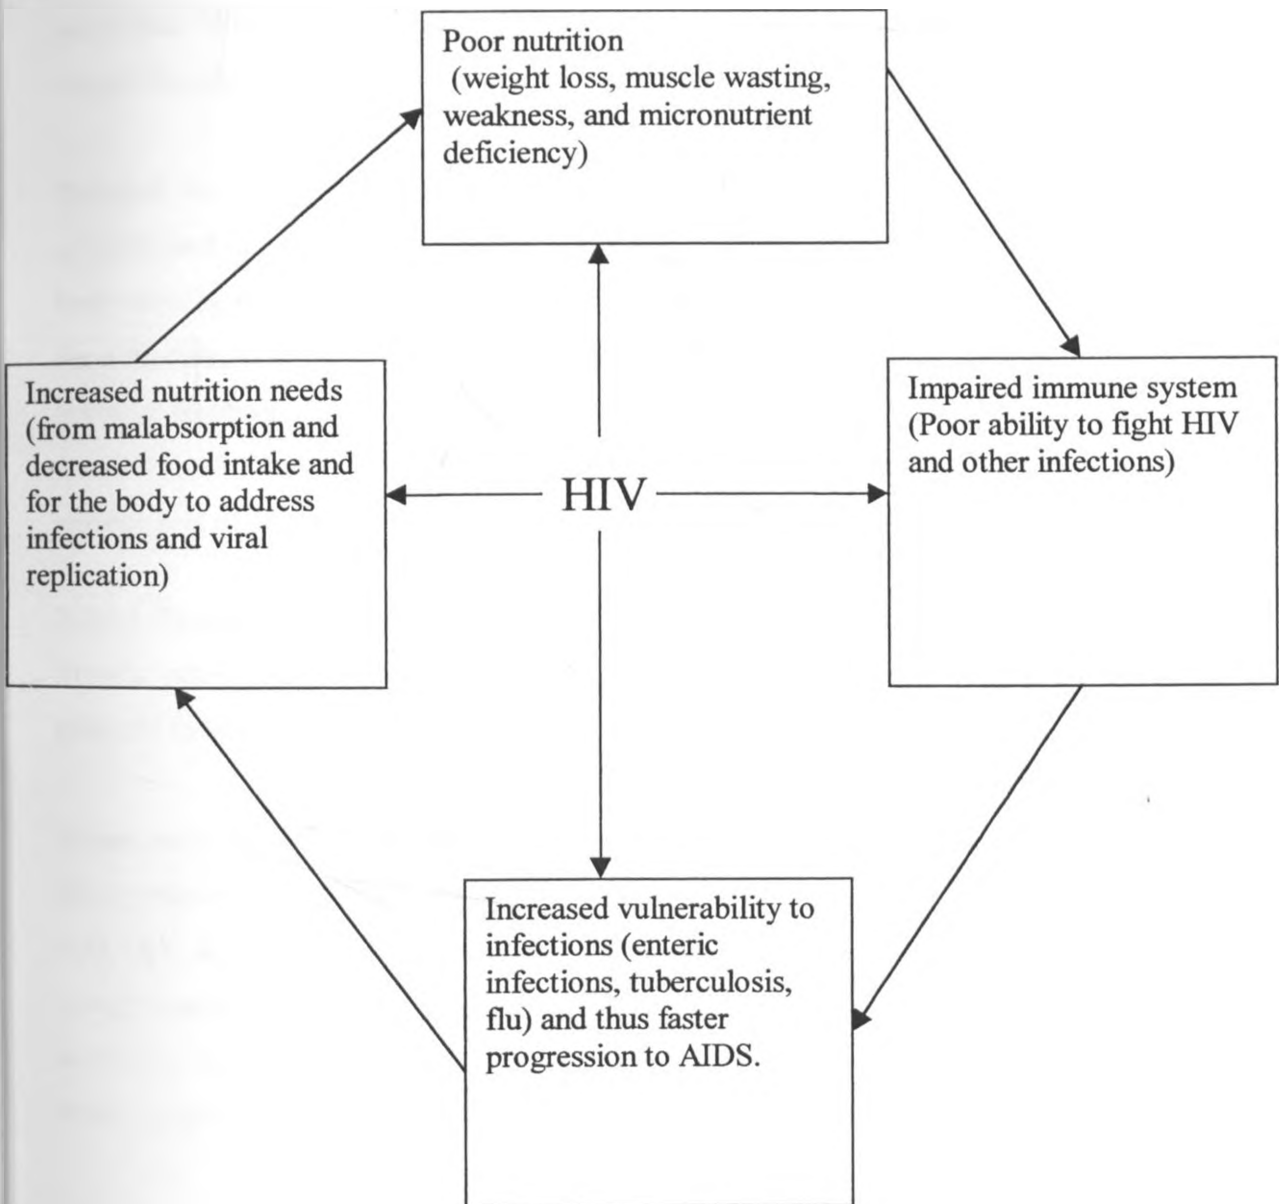 Poor nutrition
(weight loss, muscle wasting,
weakness, and micronutrient
deficiency)
Increased nutrition needs
(from malabsorption and
decreased food intake and
for the body to address
infections and viral
replication)
HIV
Impaired immune system
(Poor ability to fight HIV
and other infections)
Increased vulnerability to
infections (enteric
infections, tuberculosis,
flu) and thus faster
progression to AIDS.